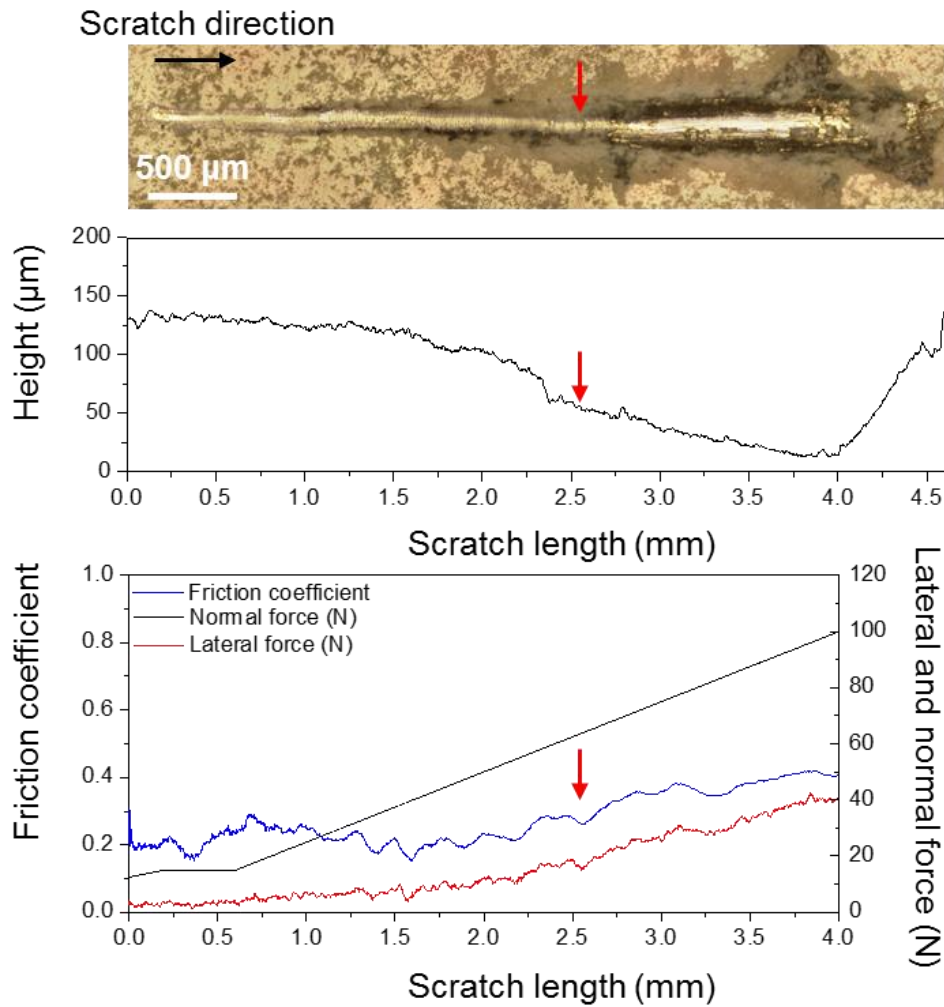 Scratch direction
500 µm
Height (µm)
200
150
100
50
0
0.0 0.5 1.0 1.5 2.0 2.5 3.0 3.5 4.0 4.5
Scratch length (mm)
Friction coefficient
1.0
0.8
0.6
0.4
0.2
0.0
Friction coefficient
Normal force (N)
Lateral force (N)
120
100
80
60
40
20
0
Lateral and normal force (N)
0.0 0.5 1.0 1.5 2.0 2.5 3.0 3.5 4.0
Scratch length (mm)